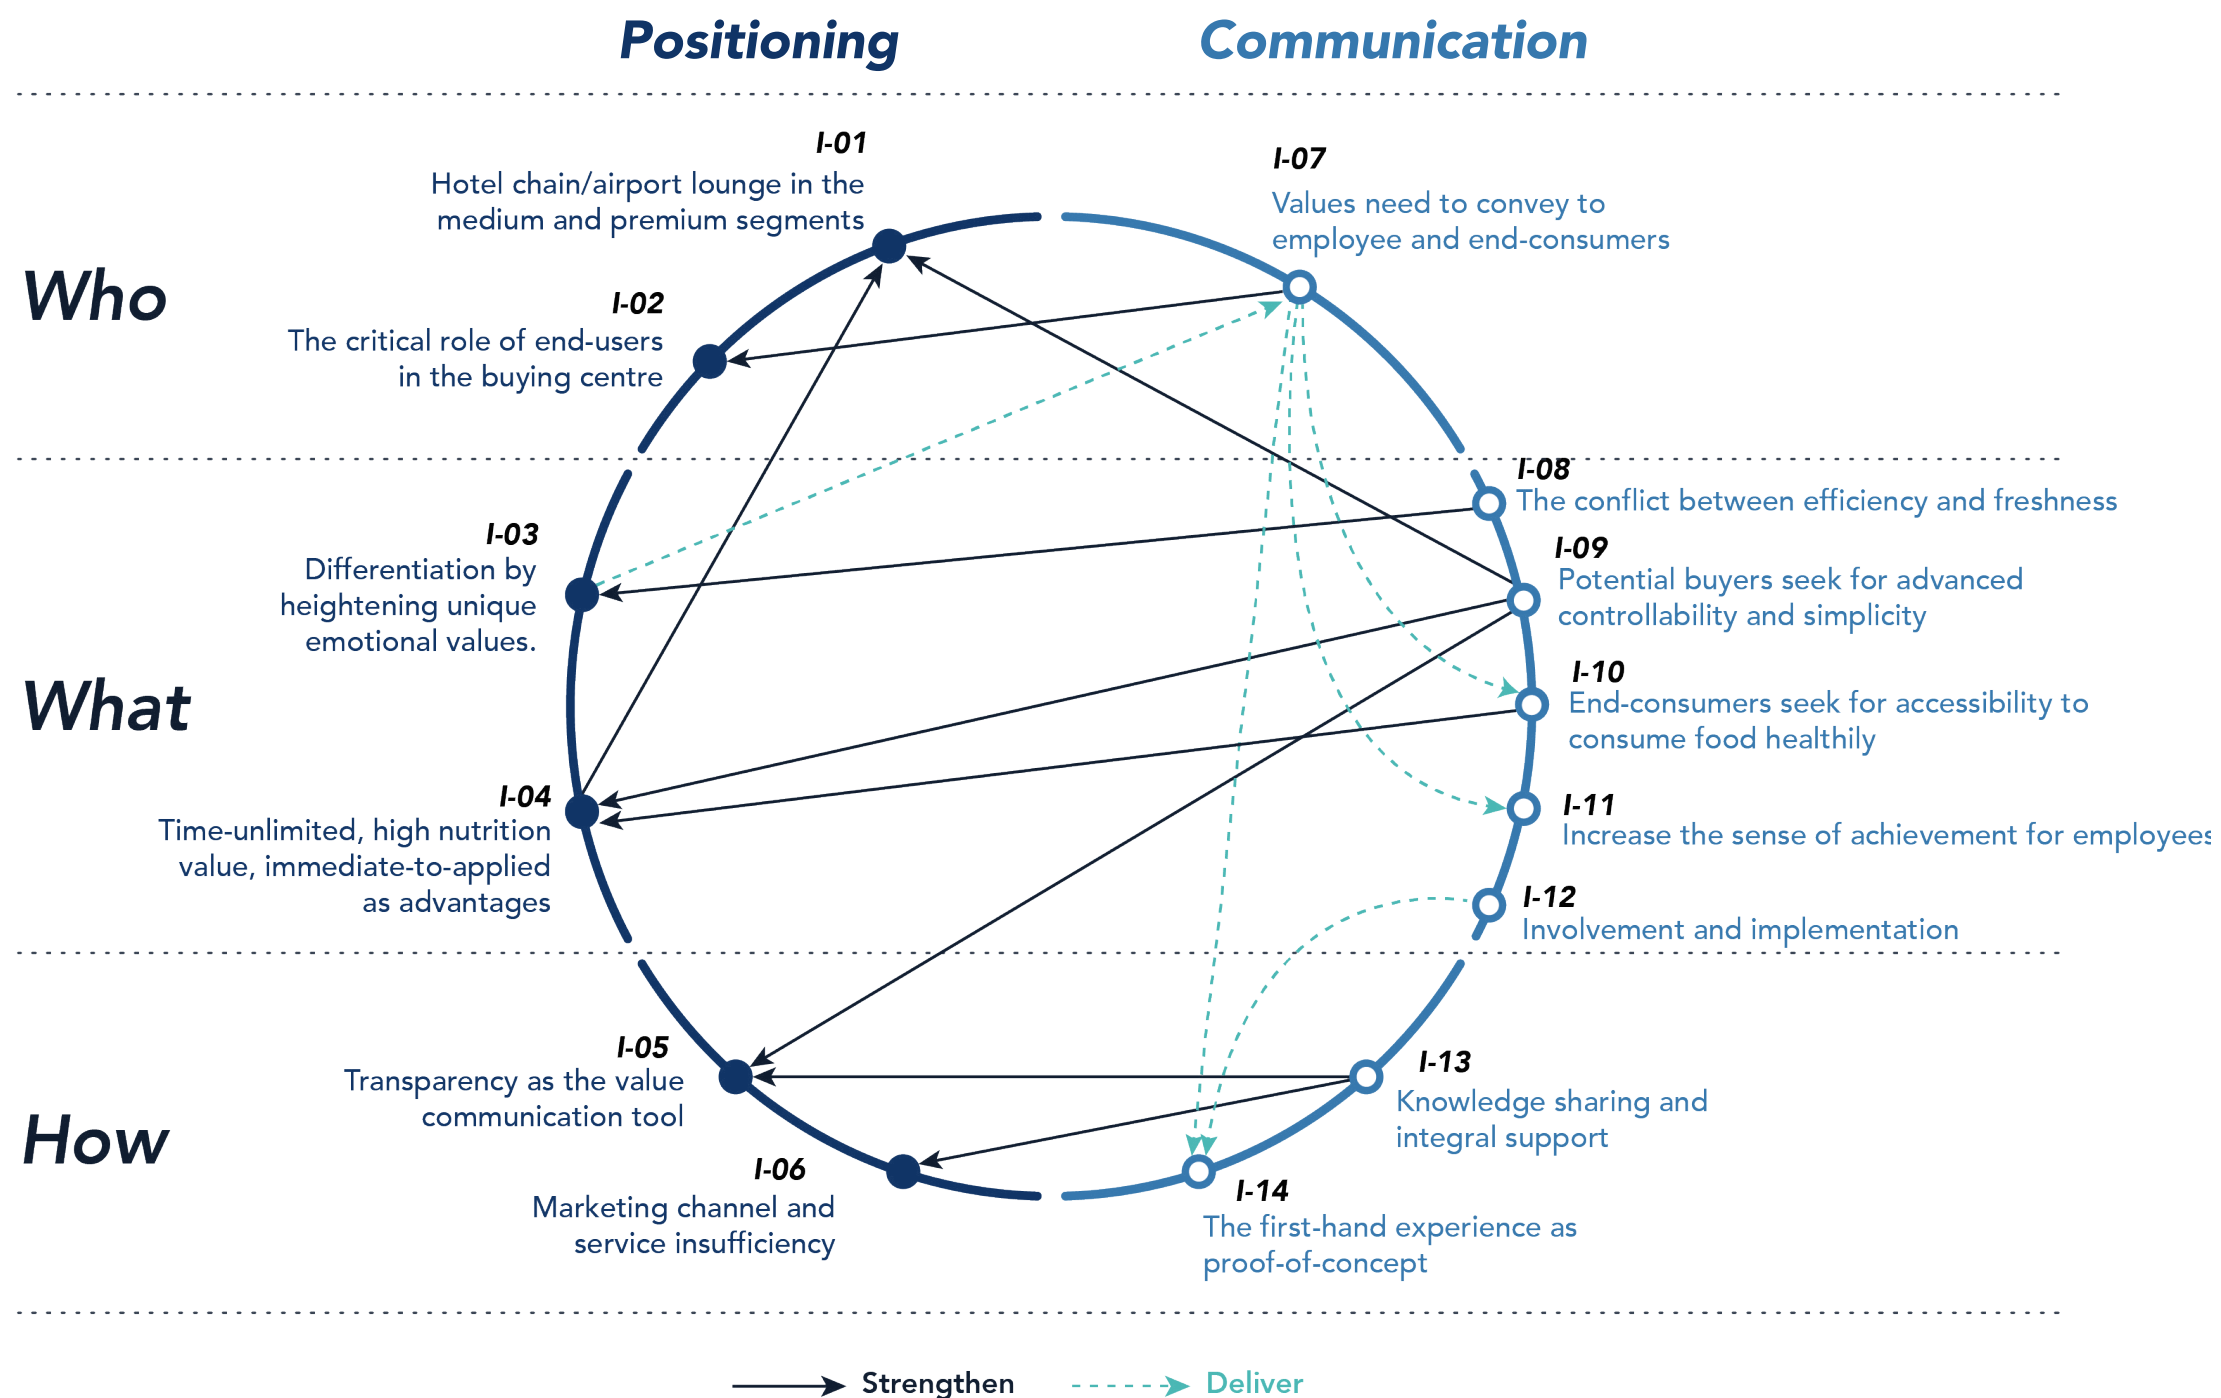 Positioning
Communication
Who
I-01
Hotel chain/airport lounge in the
medium and premium segments
I-02
The critical role of end-users
in the buying centre
I-07
Values need to convey to
employee and end-consumers
What
I-03
Differentiation by
heightening unique
emotional values.
I-04
Time-unlimited, high nutrition
value, immediate-to-applied
as advantages
I-08
The conflict between efficiency and freshness
I-09
Potential buyers seek for advanced
controllability and simplicity
I-10
End-consumers seek for accessibility to
consume food healthily
I-11
Increase the sense of achievement for employees
I-12
Involvement and implementation
How
I-05
Transparency as the value
communication tool
I-06
Marketing channel and
service insufficiency
I-13
Knowledge sharing and
integral support
I-14
The first-hand experience as
proof-of-concept
Strengthen
Deliver